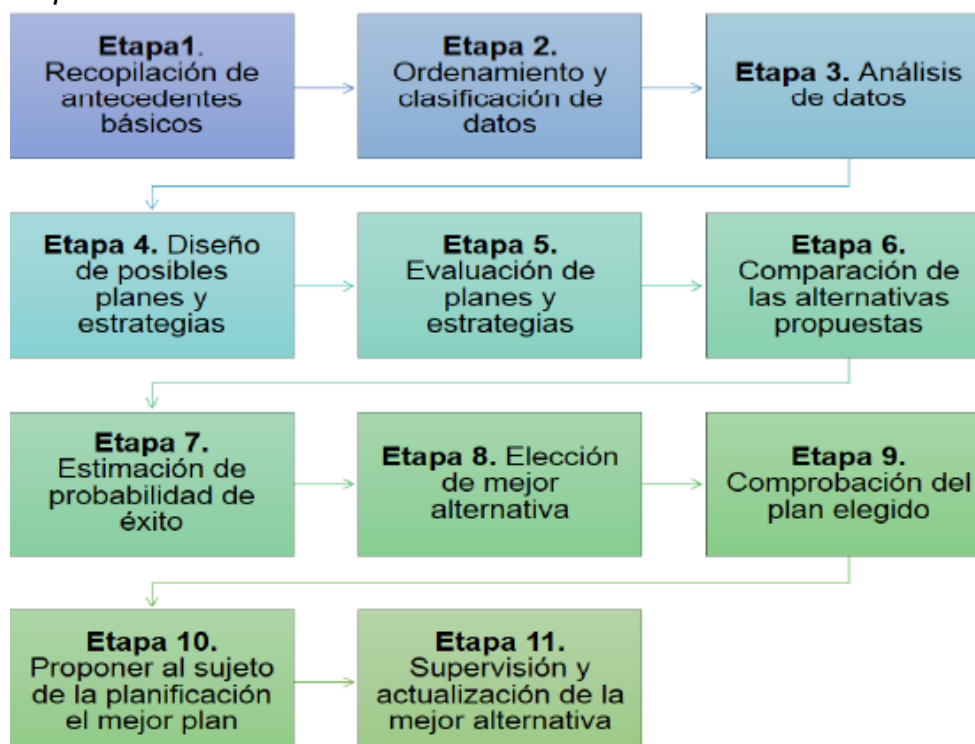 Etapa1.
Recopilación de
antecedentes
básicos
Etapa 2.
Ordenamiento y
clasificación de
datos
Etapa 3. Análisis
de datos
Etapa 4. Diseño
de posibles
planes y
estrategias
Etapa 5.
Evaluación de
planes y
estrategias
Etapa 6.
Comparación de
las alternativas
propuestas
Etapa 7.
Estimación de
probabilidad de
éxito
Etapa 8. Elección
de mejor
alternativa
Etapa 9.
Comprobación del
plan elegido
Etapa 10.
Proponer al sujeto
de la planificación
el mejor plan
Etapa 11.
Supervisión y
actualización de la
mejor alternativa